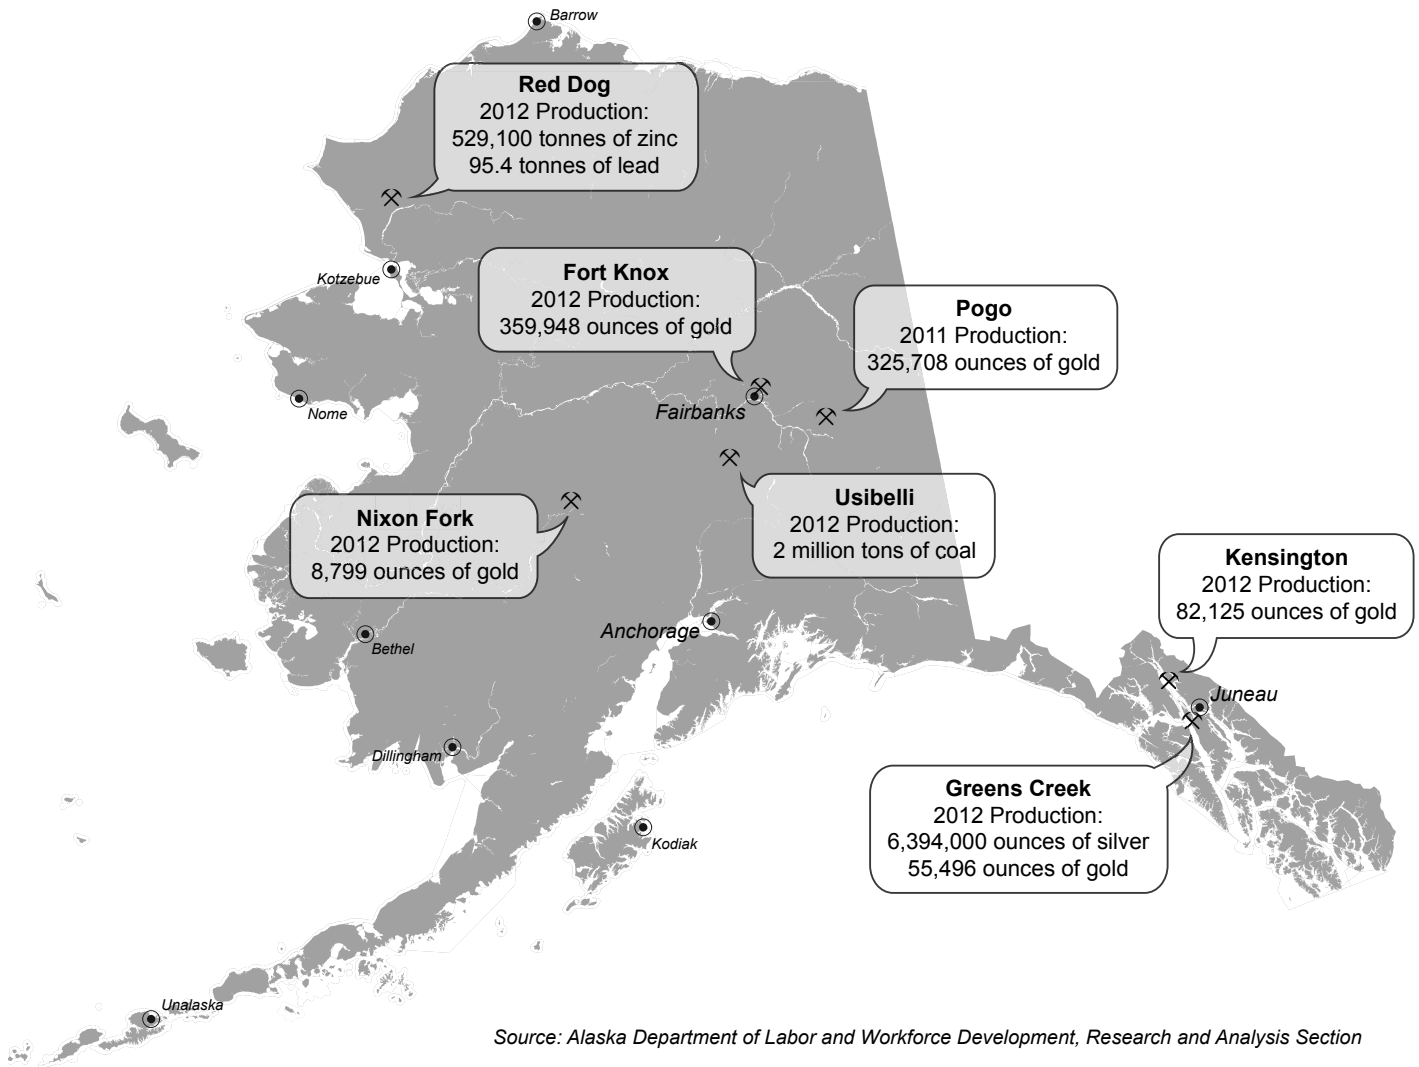 Barrow
Red Dog
2012 Production:
529,100 tonnes of zinc
95.4 tonnes of lead
Kotzebue
Fort Knox
2012 Production:
359,948 ounces of gold
Pogo
2011 Production:
325,708 ounces of gold
Nome
Fairbanks
Usibelli
2012 Production:
2 million tons of coal
Nixon Fork
2012 Production:
8,799 ounces of gold
Kensington
2012 Production:
82,125 ounces of gold
Anchorage
Bethel
Juneau
Dillingham
Greens Creek
2012 Production:
6,394,000 ounces of silver
55,496 ounces of gold
Kodiak
Unalaska
Source: Alaska Department of Labor and Workforce Development, Research and Analysis Section